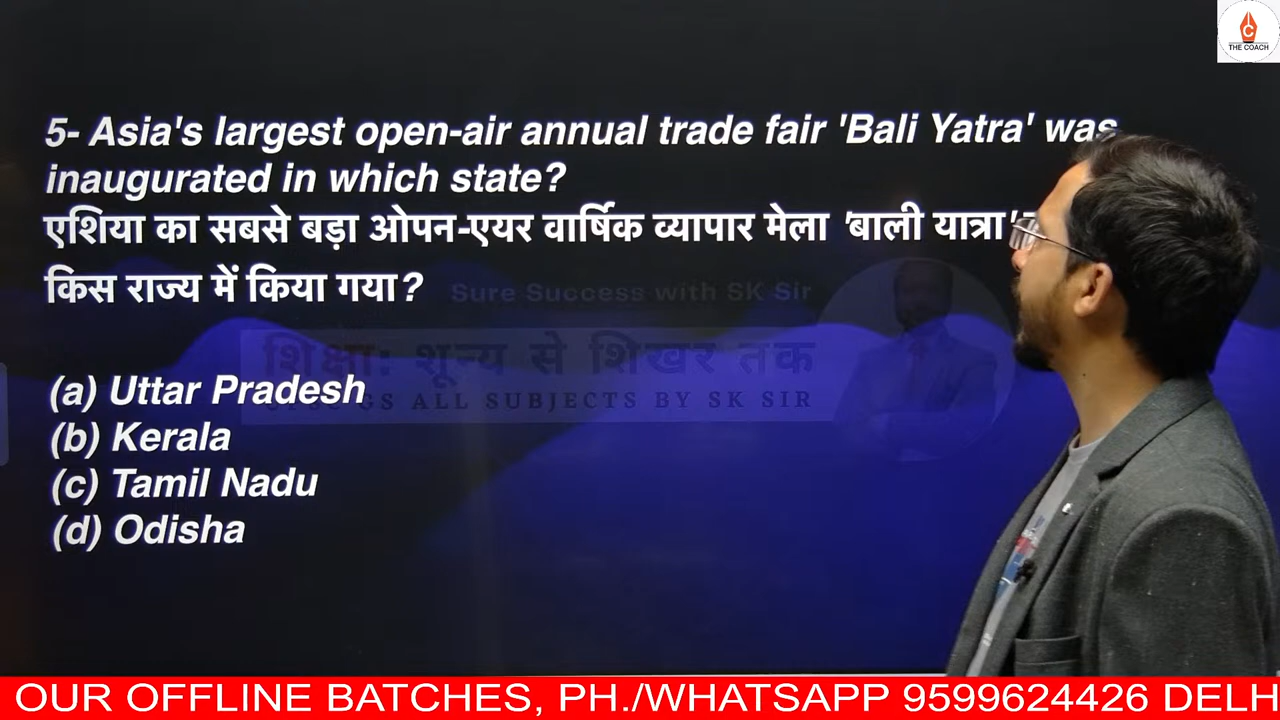 THE COACH
5- Asia's largest open-air annual trade fair 'Bali Yatra' was
inaugurated in which state?
एशिया का सबसे बड़ा ओपन-एयर वार्षिक व्यापार मेला 'बाली यात्रा'
किस राज्य में किया गया?
Sure Success with SK Sir
शिक्षा: शून्य से शिखर तक
UPSC GS ALL SUBJECTS BY SK SIR
(a) Uttar Pradesh
(b) Kerala
(c) Tamil Nadu
(d) Odisha
OUR OFFLINE BATCHES, PH./WHATSAPP 9599624426 DELH